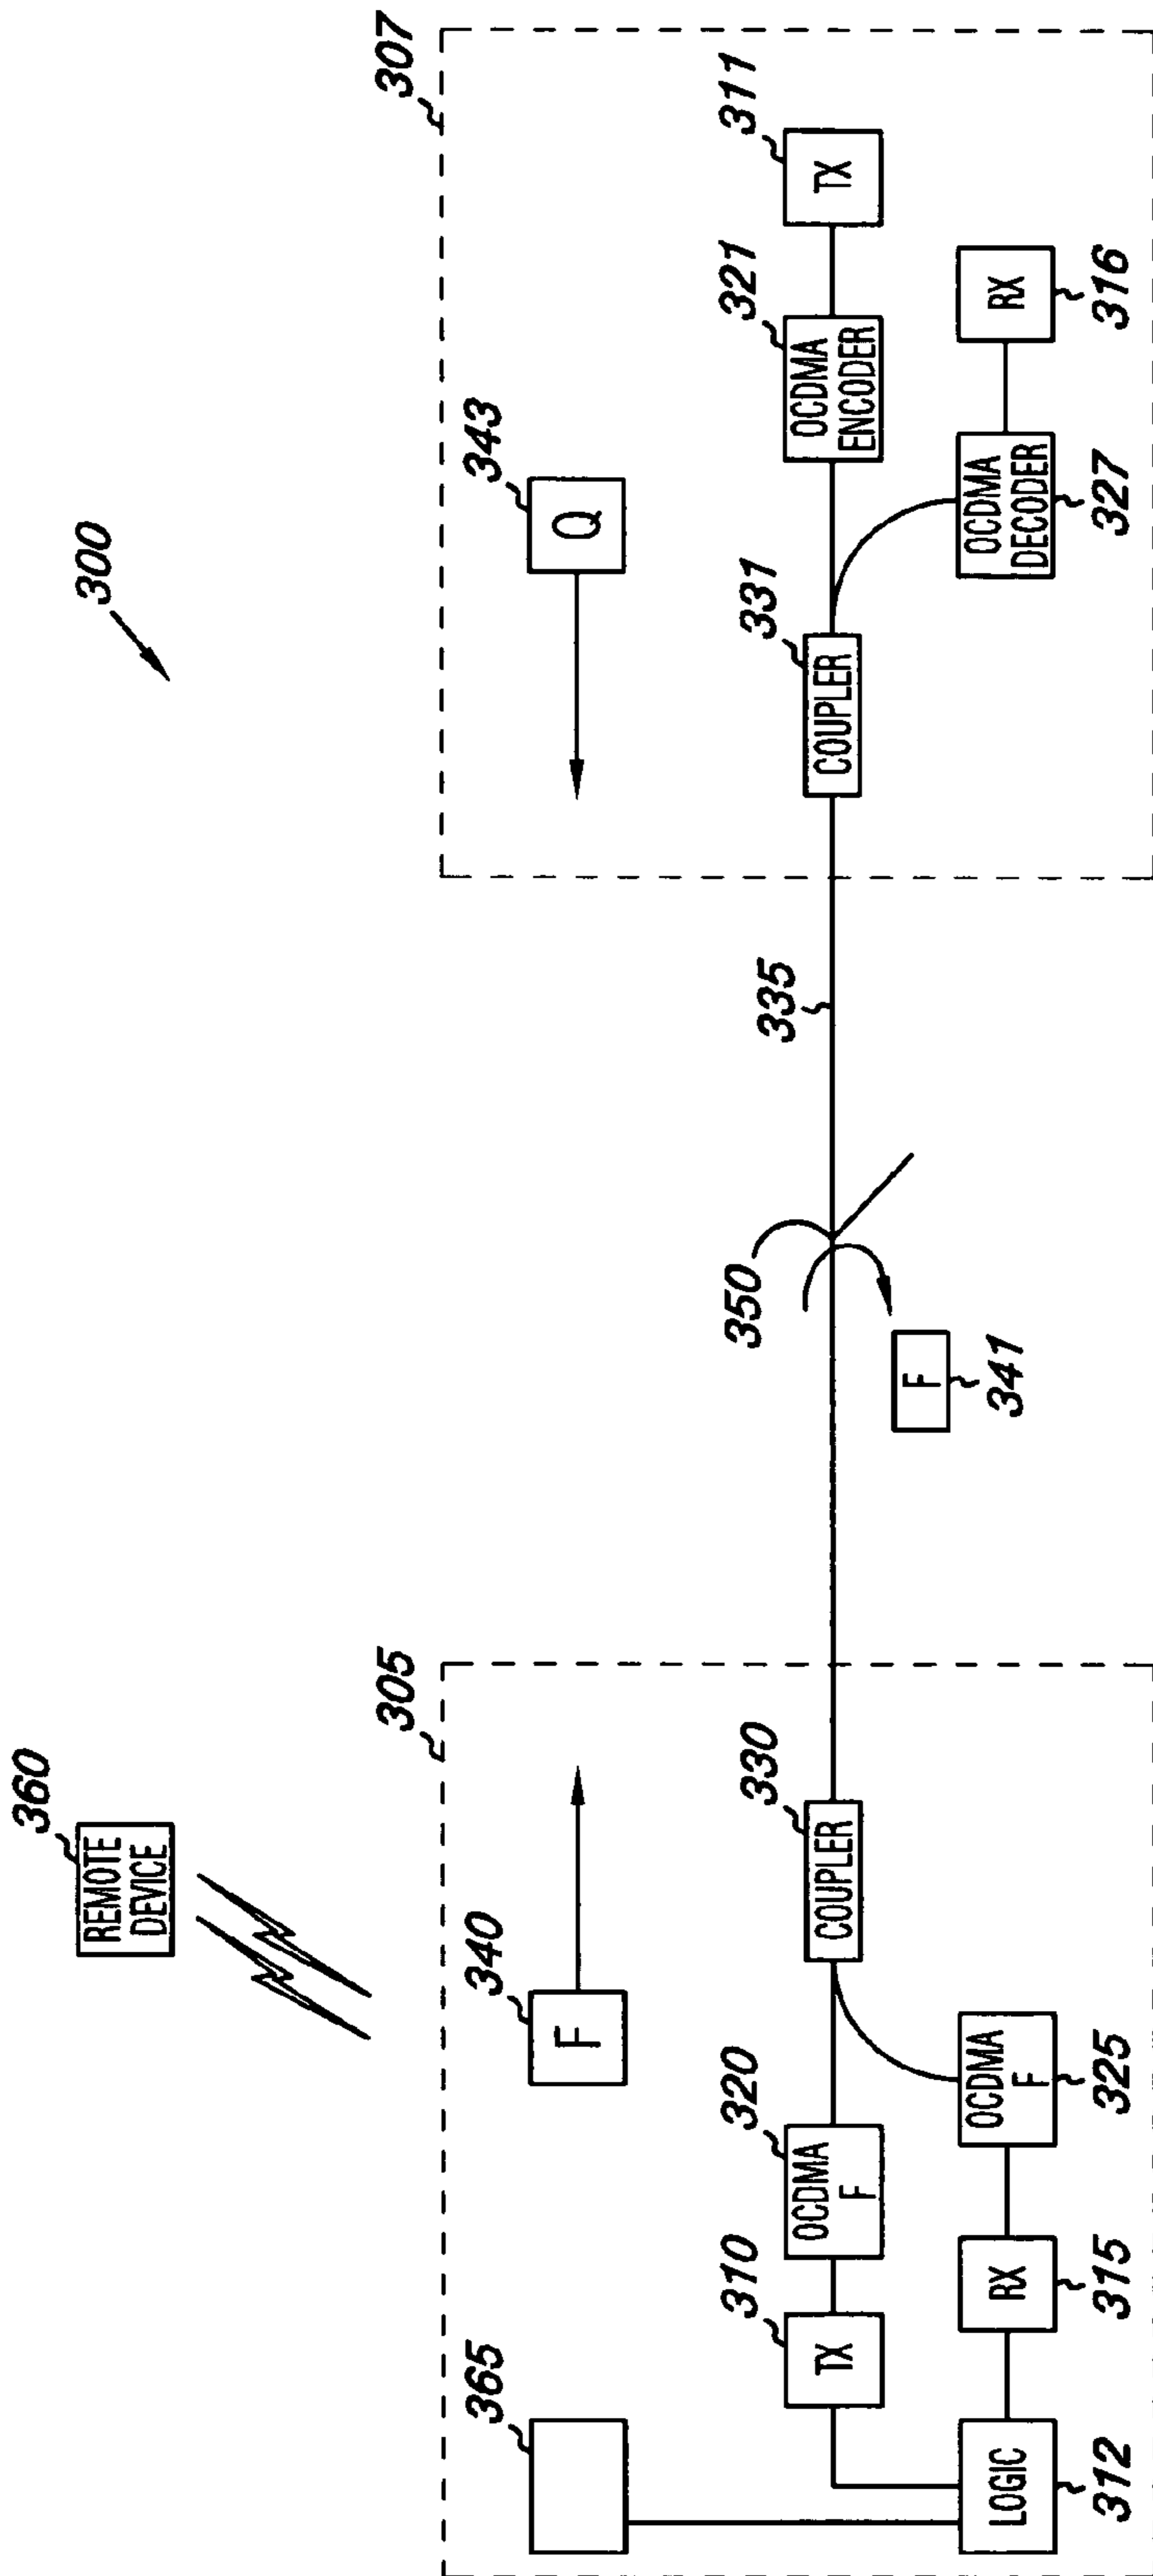 300
360
REMOTE
DEVICE
305
307
365
340
F
343
Q
310
TX
320
OCDMA
F
330
COUPLER
350
335
331
COUPLER
321
OCDMA
ENCODER
311
TX
F
341
LOGIC
312
RX
315
OCDMA
F
325
OCDMA
DECODER
327
RX
316